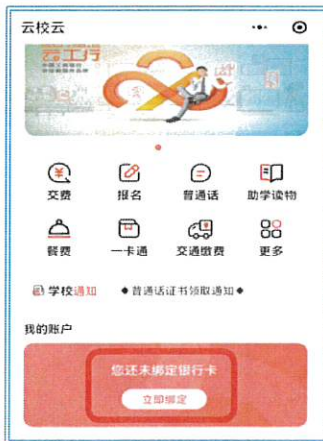 云校云
云工行
交费
报名
普通话
助学读物
餐费
一卡通
交通缴费
更多
学校通知
◆普通话证书领取通知◆
我的账户
您还未绑定银行卡
立即绑定